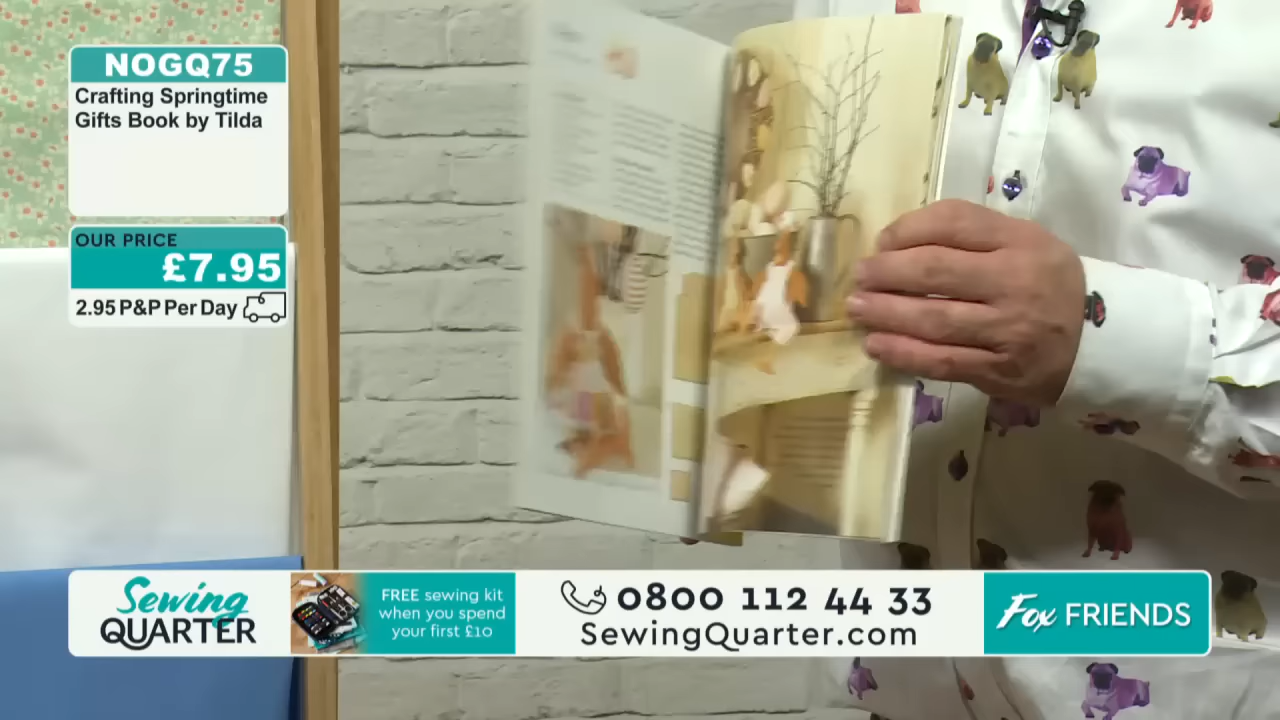 NOGQ75
Crafting Springtime
Gifts Book by Tilda
OUR PRICE
£7.95
2.95 P&P Per Day
Sewing
QUARTER
FREE sewing kit
when you spend
your first £10
0800 112 44 33
SewingQuarter.com
Fox FRIENDS